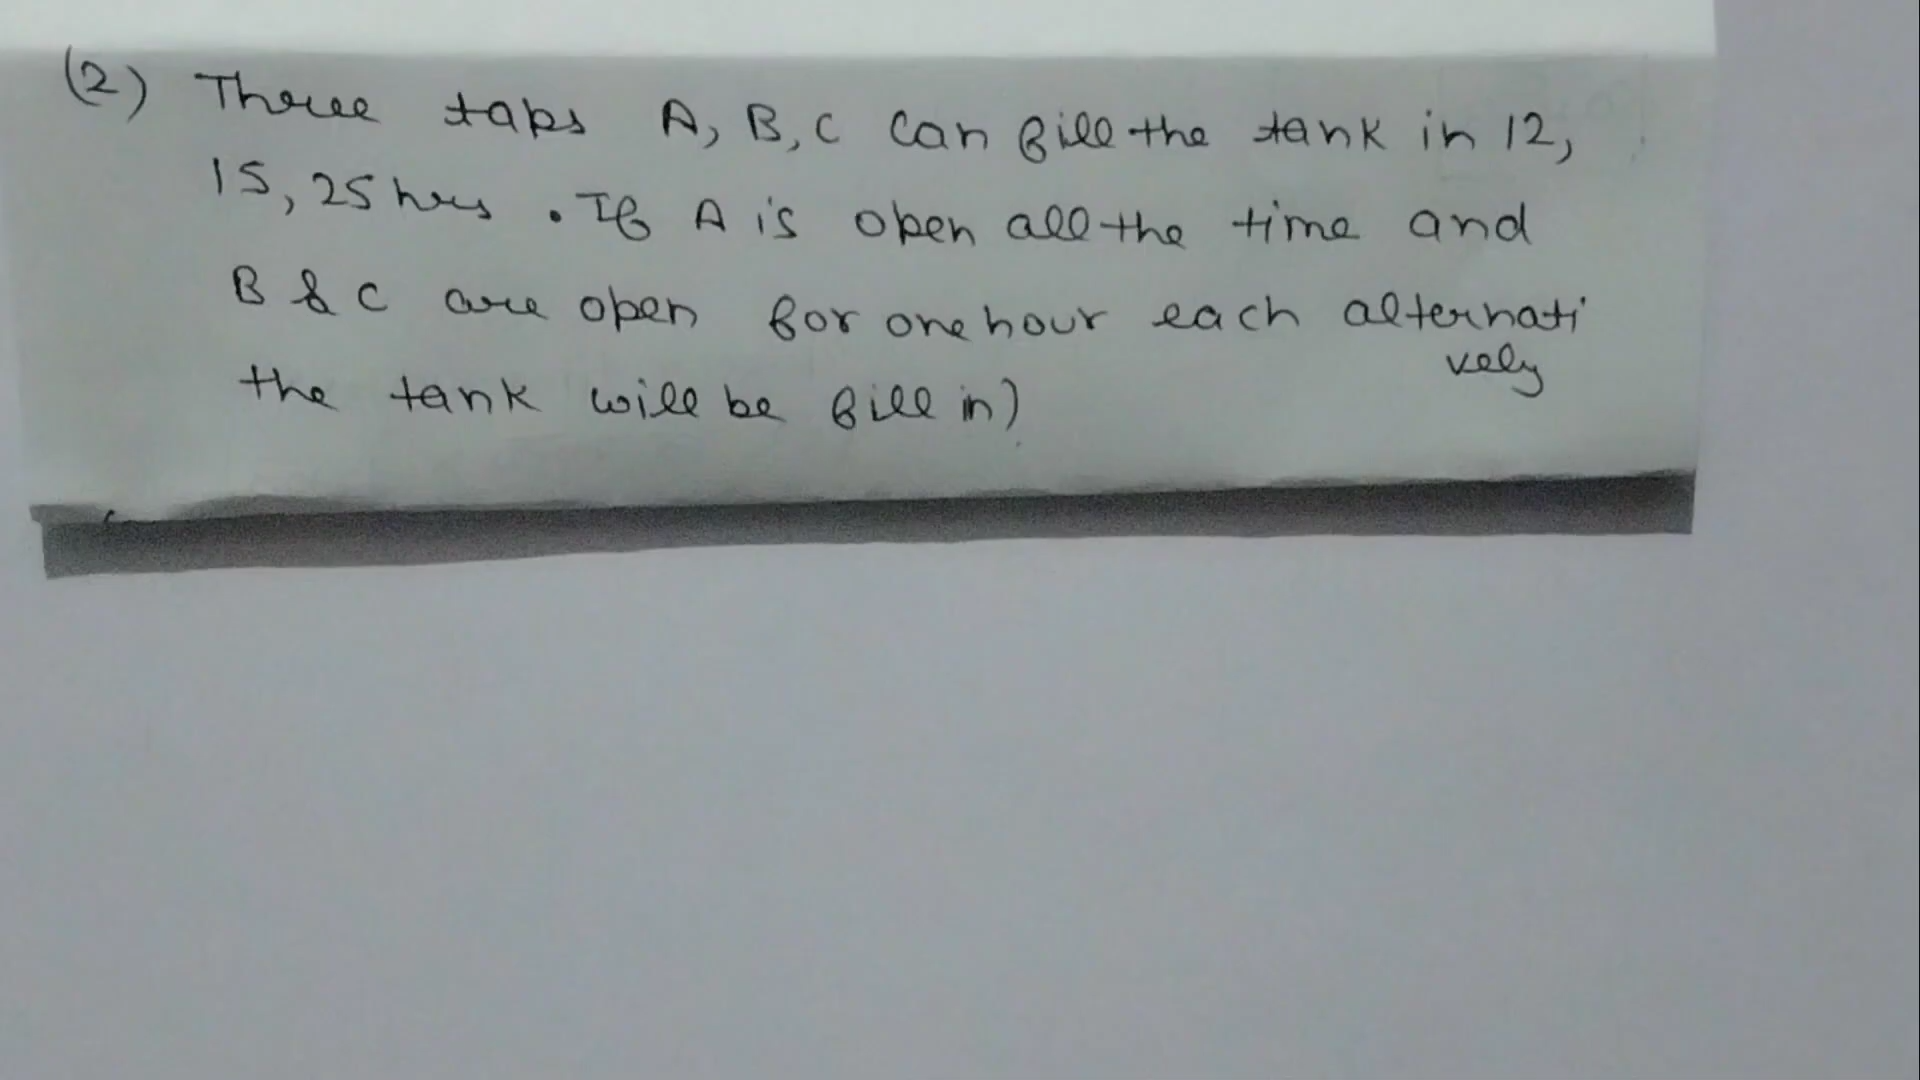 (2) Three taps A, B, C can fill the tank in 12,
15, 25 hrs . If A is open all the time and
B & C are open for one hour each alternati
vely
the tank will be fill in)